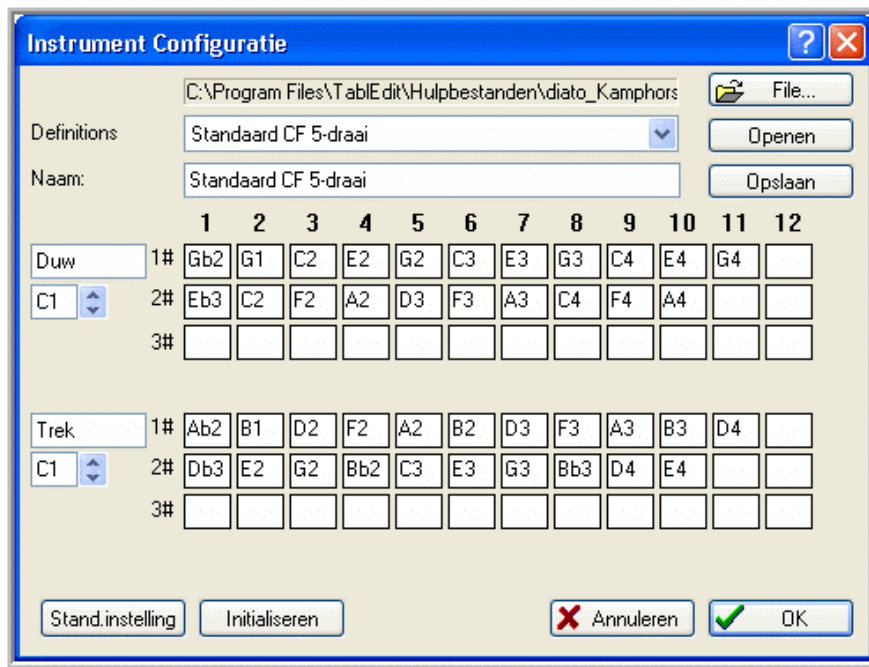 Instrument Configuratie
C:\Program Files\TablEdit\Hulpbestanden\diato_Kamphors File...
Definitions Standaard CF 5-draai Openen
Naam: Standaard CF 5-draai Opslaan
1 2 3 4 5 6 7 8 9 10 11 12
Duw 1# Gb2 G1 C2 E2 G2 C3 E3 G3 C4 E4 G4
C1 2# Eb3 C2 F2 A2 D3 F3 A3 C4 F4 A4
3#
Trek 1# Ab2 B1 D2 F2 A2 B2 D3 F3 A3 B3 D4
C1 2# Db3 E2 G2 Bb2 C3 E3 G3 Bb3 D4 E4
3#
Stand.instelling Initialiseren Annuleren OK